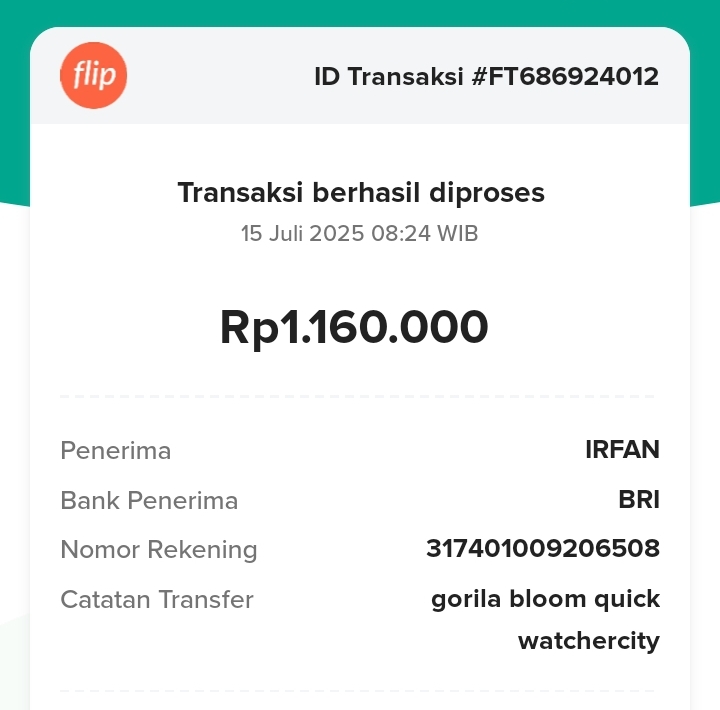 flip
ID Transaksi #FT686924012
Transaksi berhasil diproses
15 Juli 2025 08:24 WIB
Rp1.160.000
Penerima IRFAN
Bank Penerima BRI
Nomor Rekening 317401009206508
Catatan Transfer gorila bloom quick
watchercity